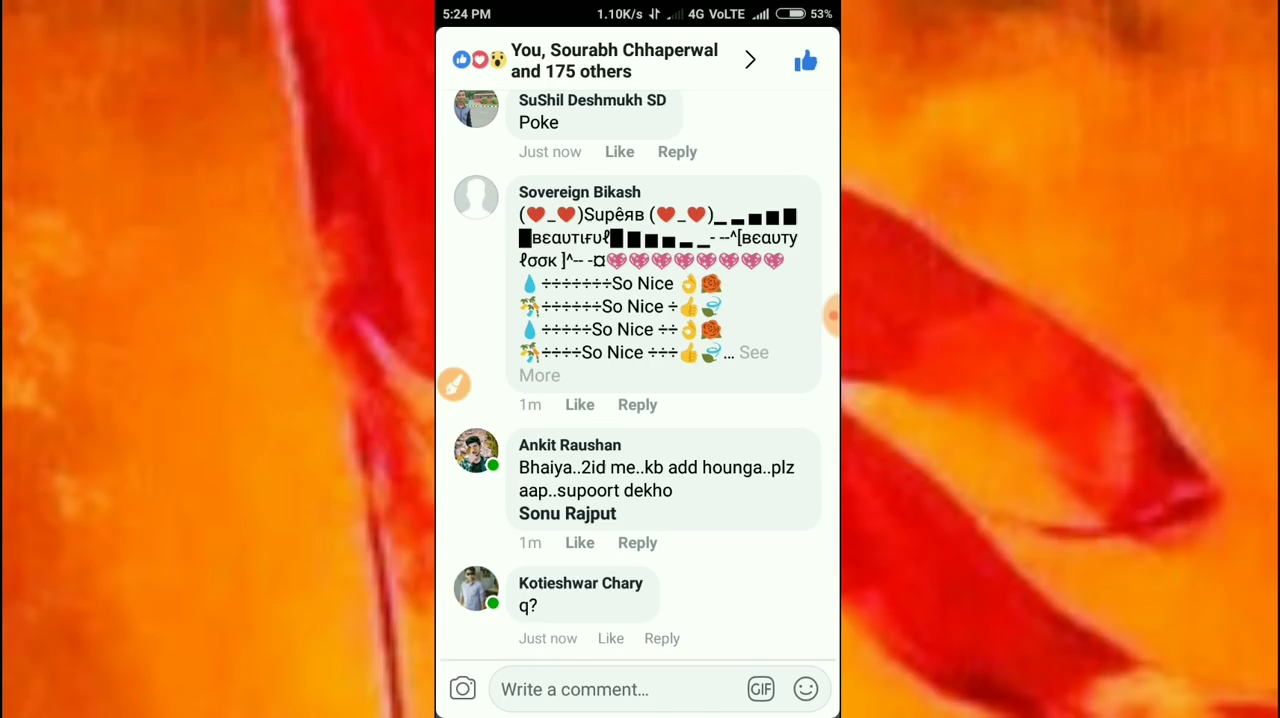 5:24 PM 1.10K/s 4G VoLTE 53%
You, Sourabh Chhaperwal
and 175 others
SuShil Deshmukh SD
Poke
Just now Like Reply
Sovereign Bikash
(❤️_❤️)Supêяв (❤️_❤️)▁ ▂ ▄ ▅ ▇
█вєαυтιғυℓ█ ▇ ▅ ▄ ▂ ▁- --^[вєαυту
ℓσσк ]^-- -¤💖💖💖💖💖💖💖💖
💧÷÷÷÷÷÷÷So Nice 👌🌹
🎋÷÷÷÷÷÷So Nice ÷👍🍃
💧÷÷÷÷÷So Nice ÷÷👌🌹
🎋÷÷÷÷So Nice ÷÷÷👍🍃... See
More
1m Like Reply
Ankit Raushan
Bhaiya..2id me..kb add hounga..plz
aap..supoort dekho
Sonu Rajput
1m Like Reply
Kotieshwar Chary
q?
Just now Like Reply
Write a comment... GIF